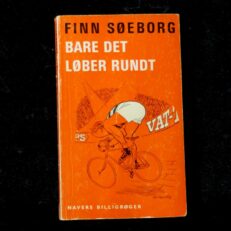 FINN SØEBORG
BARE DET
LØBER RUNDT
VAT-1
HAVERS BILLIGBØGER